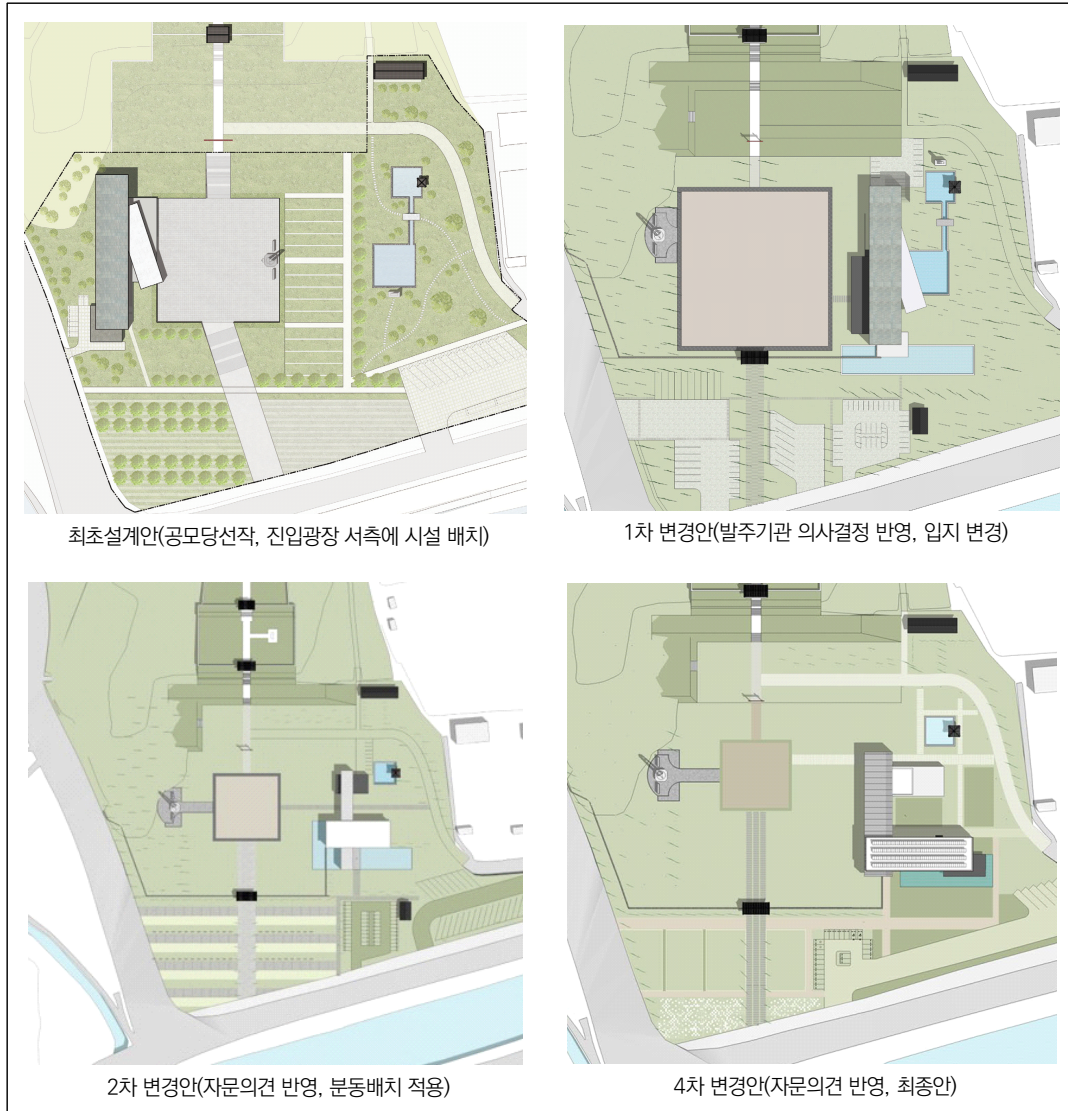 최초설계안(공모당선작, 진입광장 서측에 시설 배치)
1차 변경안(발주기관 의사결정 반영, 입지 변경)
2차 변경안(자문의견 반영, 분동배치 적용)
4차 변경안(자문의견 반영, 최종안)